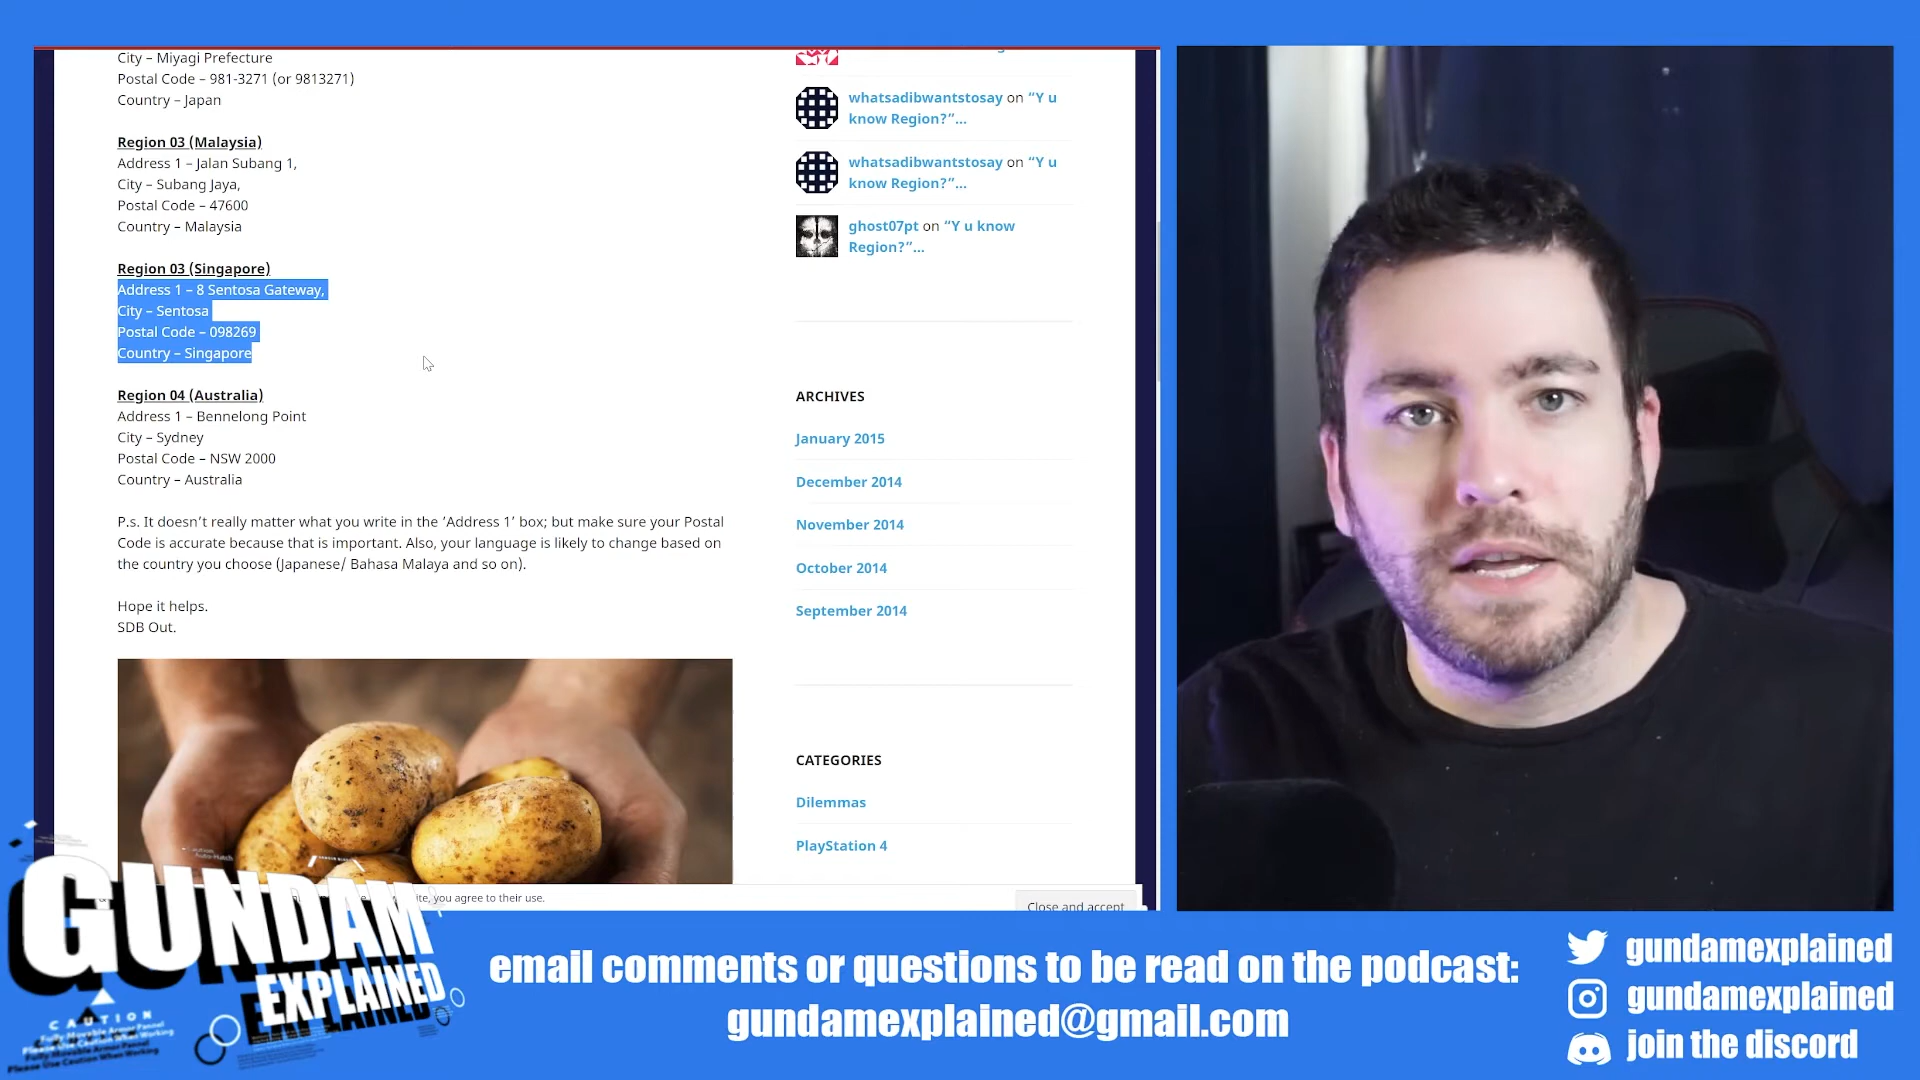 City – Miyagi Prefecture
Postal Code – 981-3271 (or 9813271)
Country – Japan
Region 03 (Malaysia)
Address 1 – Jalan Subang 1,
City – Subang Jaya,
Postal Code – 47600
Country – Malaysia
Region 03 (Singapore)
Address 1 – 8 Sentosa Gateway,
City – Sentosa
Postal Code – 098269
Country – Singapore
Region 04 (Australia)
Address 1 – Bennelong Point
City – Sydney
Postal Code – NSW 2000
Country – Australia
P.s. It doesn’t really matter what you write in the ‘Address 1’ box; but make sure your Postal
Code is accurate because that is important. Also, your language is likely to change based on
the country you choose (Japanese/ Bahasa Malaya and so on).
Hope it helps.
SDB Out.
whatsadibwantstosay on “Y u
know Region?”…
whatsadibwantstosay on “Y u
know Region?”…
ghost07pt on “Y u know
Region?”…
ARCHIVES
January 2015
December 2014
November 2014
October 2014
September 2014
CATEGORIES
Dilemmas
PlayStation 4
you agree to their use.
Close and accept
GUNDAM
EXPLAINED
CAUTION
email comments or questions to be read on the podcast:
gundamexplained@gmail.com
gundamexplained
gundamexplained
join the discord